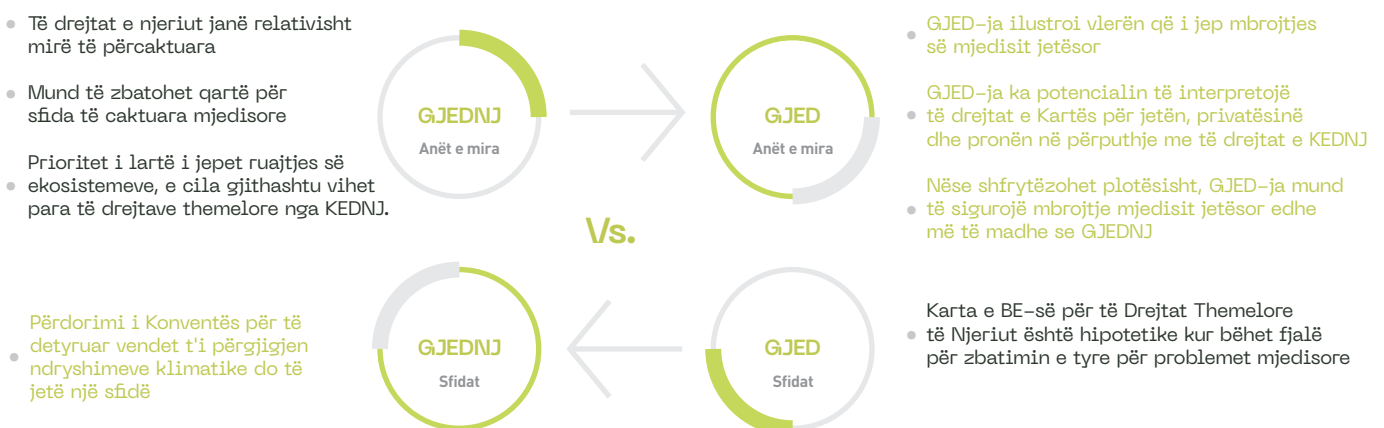 Të drejtat e njeriut janë relativisht
mirë të përcaktuara
Mund të zbatohet qartë për
sfida të caktuara mjedisore
Prioritet i lartë i jepet ruajtjes së
ekosistemeve, e cila gjithashtu vihet
para të drejtave themelore nga KEDNJ.
GJEDNJ
Anët e mira
GJED
Anët e mira
GJED-ja ilustroi vlerën që i jep mbrojtjes
së mjedisit jetësor
GJED-ja ka potencialin të interpretojë
të drejtat e Kartës për jetën, privatësinë
dhe pronën në përputhje me të drejtat e KEDNJ
Nëse shfrytëzohet plotësisht, GJED-ja mund
të sigurojë mbrojtje mjedisit jetësor edhe
më të madhe se GJEDNJ
Vs.
Përdorimi i Konventës për të
detyruar vendet t'i përgjigjen
ndryshimeve klimatike do të
jetë një sfidë
GJEDNJ
Sfidat
GJED
Sfidat
Karta e BE-së për të Drejtat Themelore
të Njeriut është hipotetike kur bëhet fjalë
për zbatimin e tyre për problemet mjedisore